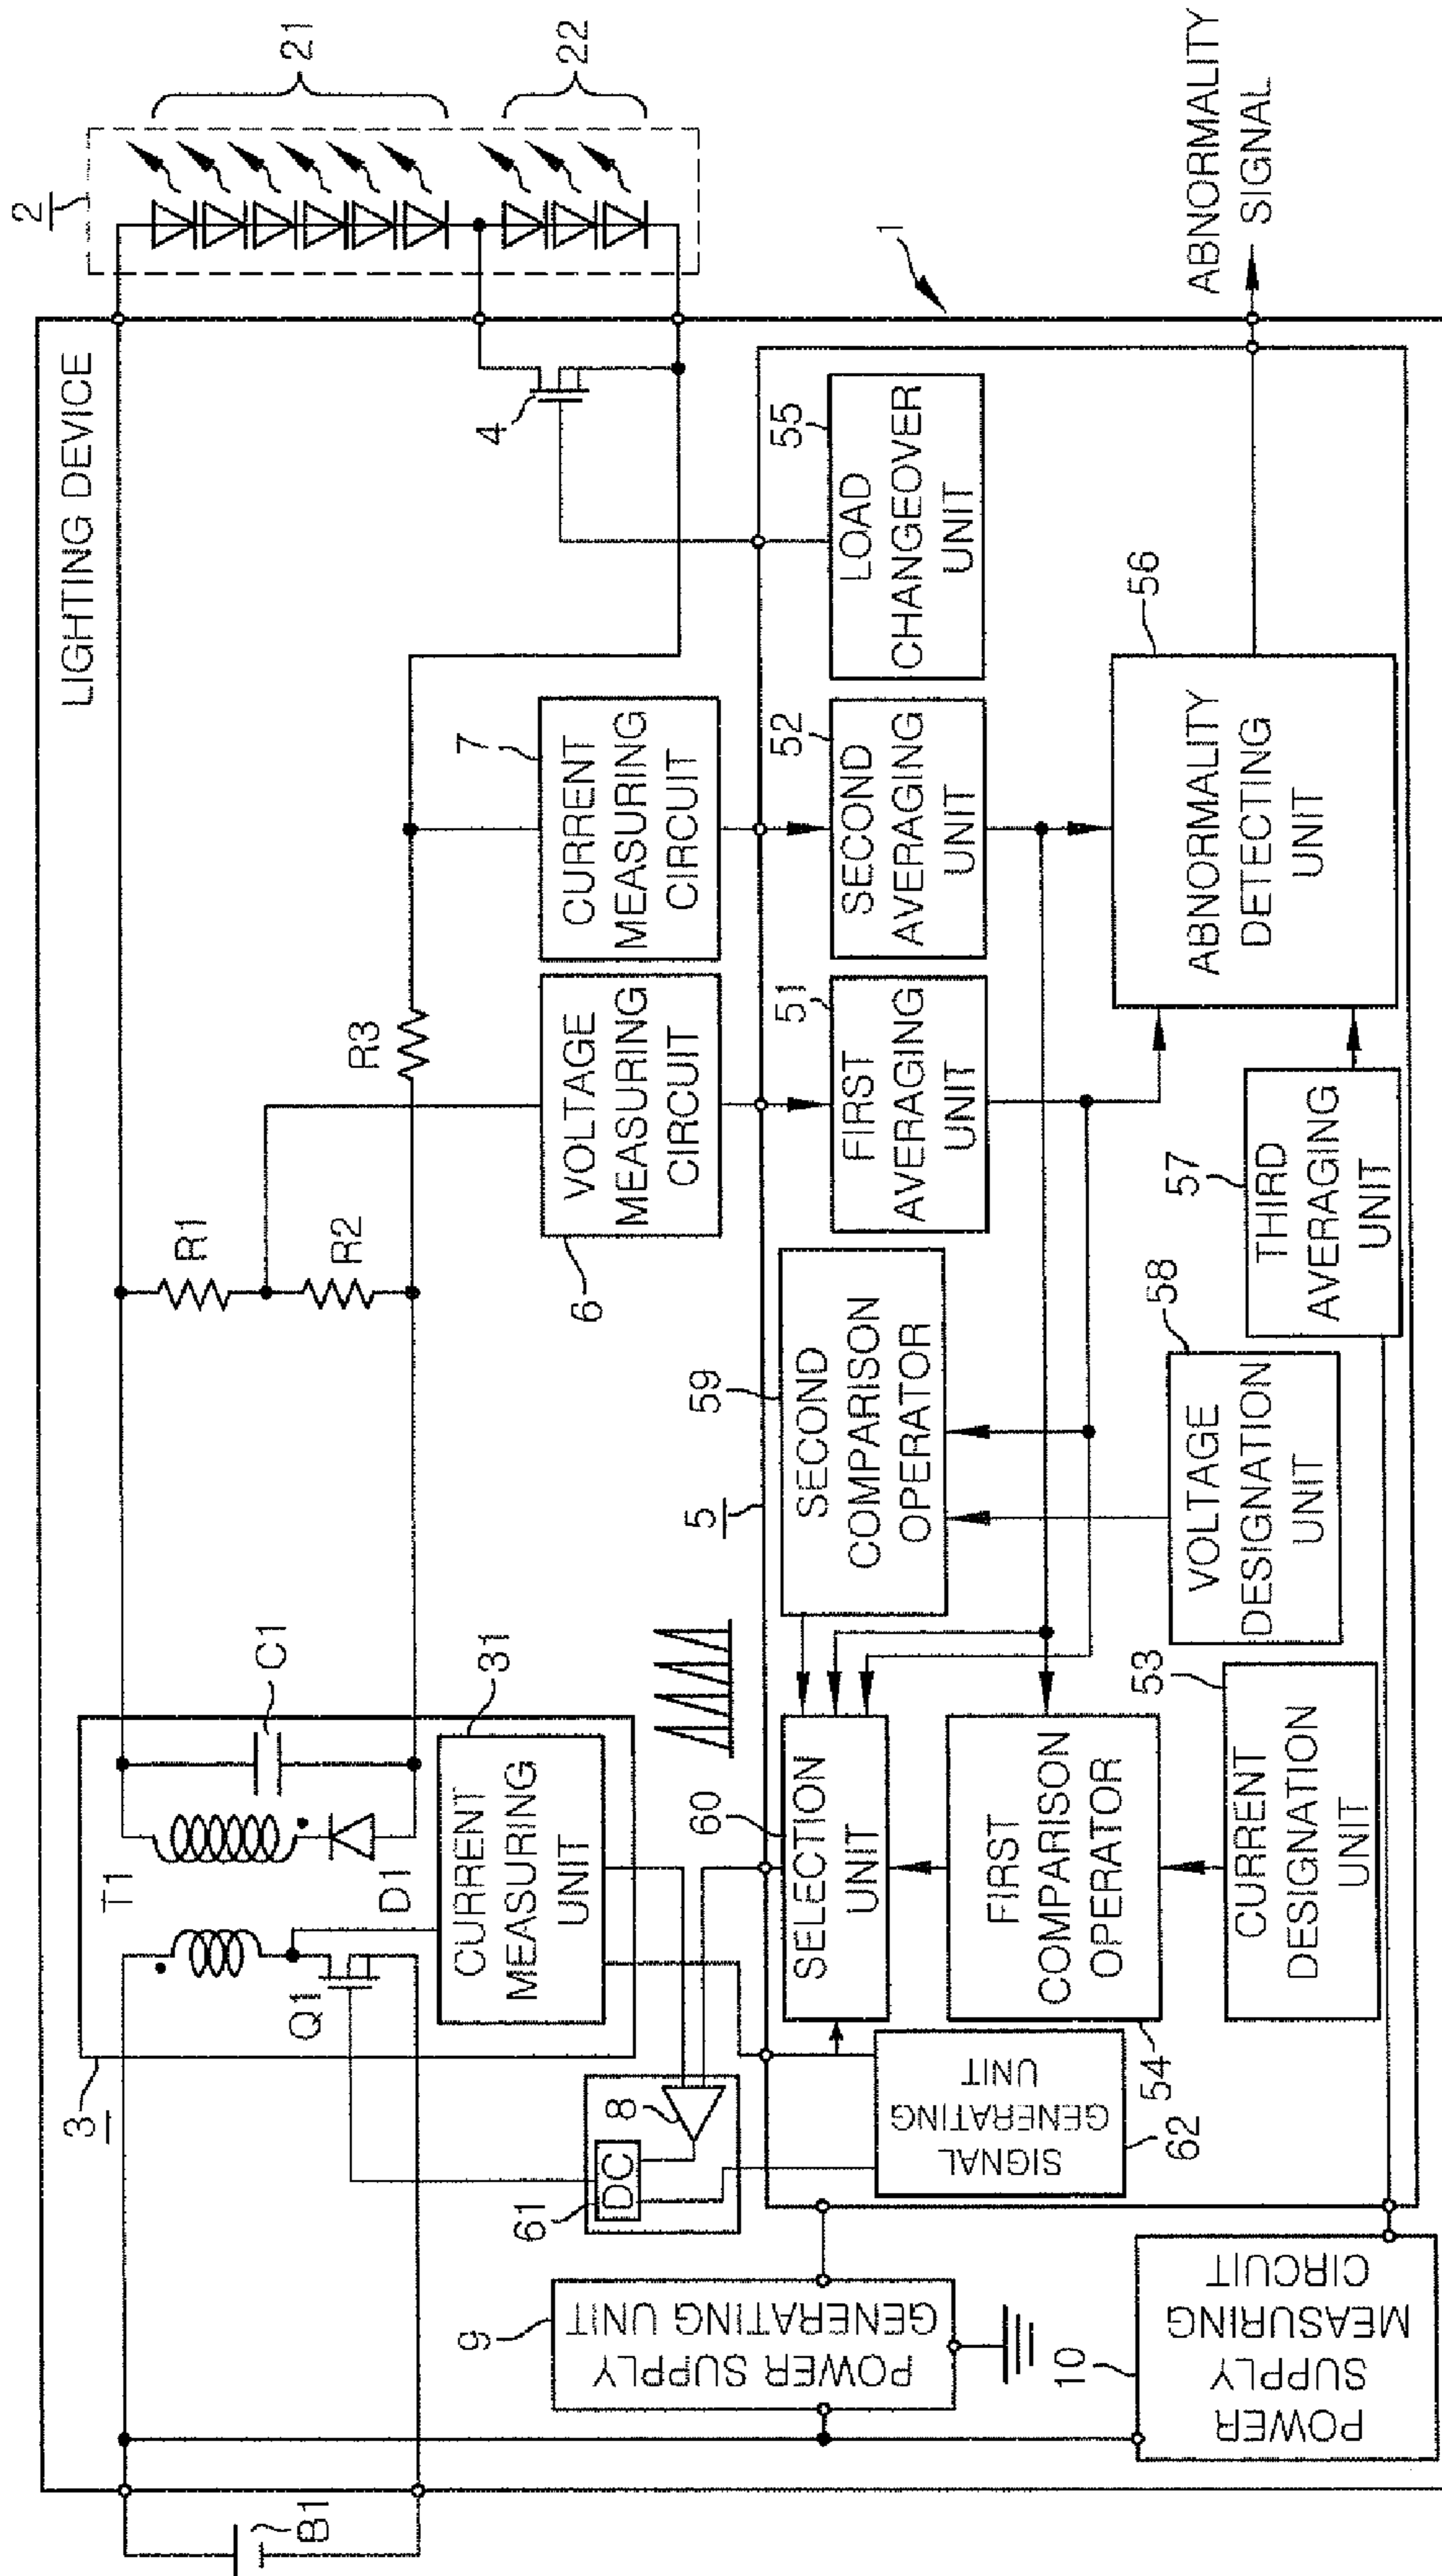 LIGHTING DEVICE
B1
3
T1
Q1
D1
C1
31
CURRENT
MEASURING
UNIT
R1
R2
R3
2
21
22
4
1
61
DC
8
6
VOLTAGE
MEASURING
CIRCUIT
7
CURRENT
MEASURING
CIRCUIT
9
POWER SUPPLY
GENERATING UNIT
5
60
SELECTION
UNIT
59
SECOND
COMPARISON
OPERATOR
51
FIRST
AVERAGING
UNIT
52
SECOND
AVERAGING
UNIT
55
LOAD
CHANGEOVER
UNIT
62
SIGNAL
GENERATING
UNIT
54
FIRST
COMPARISON
OPERATOR
53
CURRENT
DESIGNATION
UNIT
58
VOLTAGE
DESIGNATION
UNIT
57
THIRD
AVERAGING
UNIT
56
ABNORMALITY
DETECTING
UNIT
ABNORMALITY
SIGNAL
10
POWER
SUPPLY
MEASURING
CIRCUIT